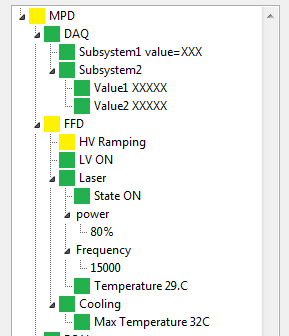 MPD
DAQ
Subsystem1 value=XXX
Subsystem2
Value1 XXXXX
Value2 XXXXX
FFD
HV Ramping
LV ON
Laser
State ON
power
80%
Frequency
15000
Temperature 29.C
Cooling
Max Temperature 32C